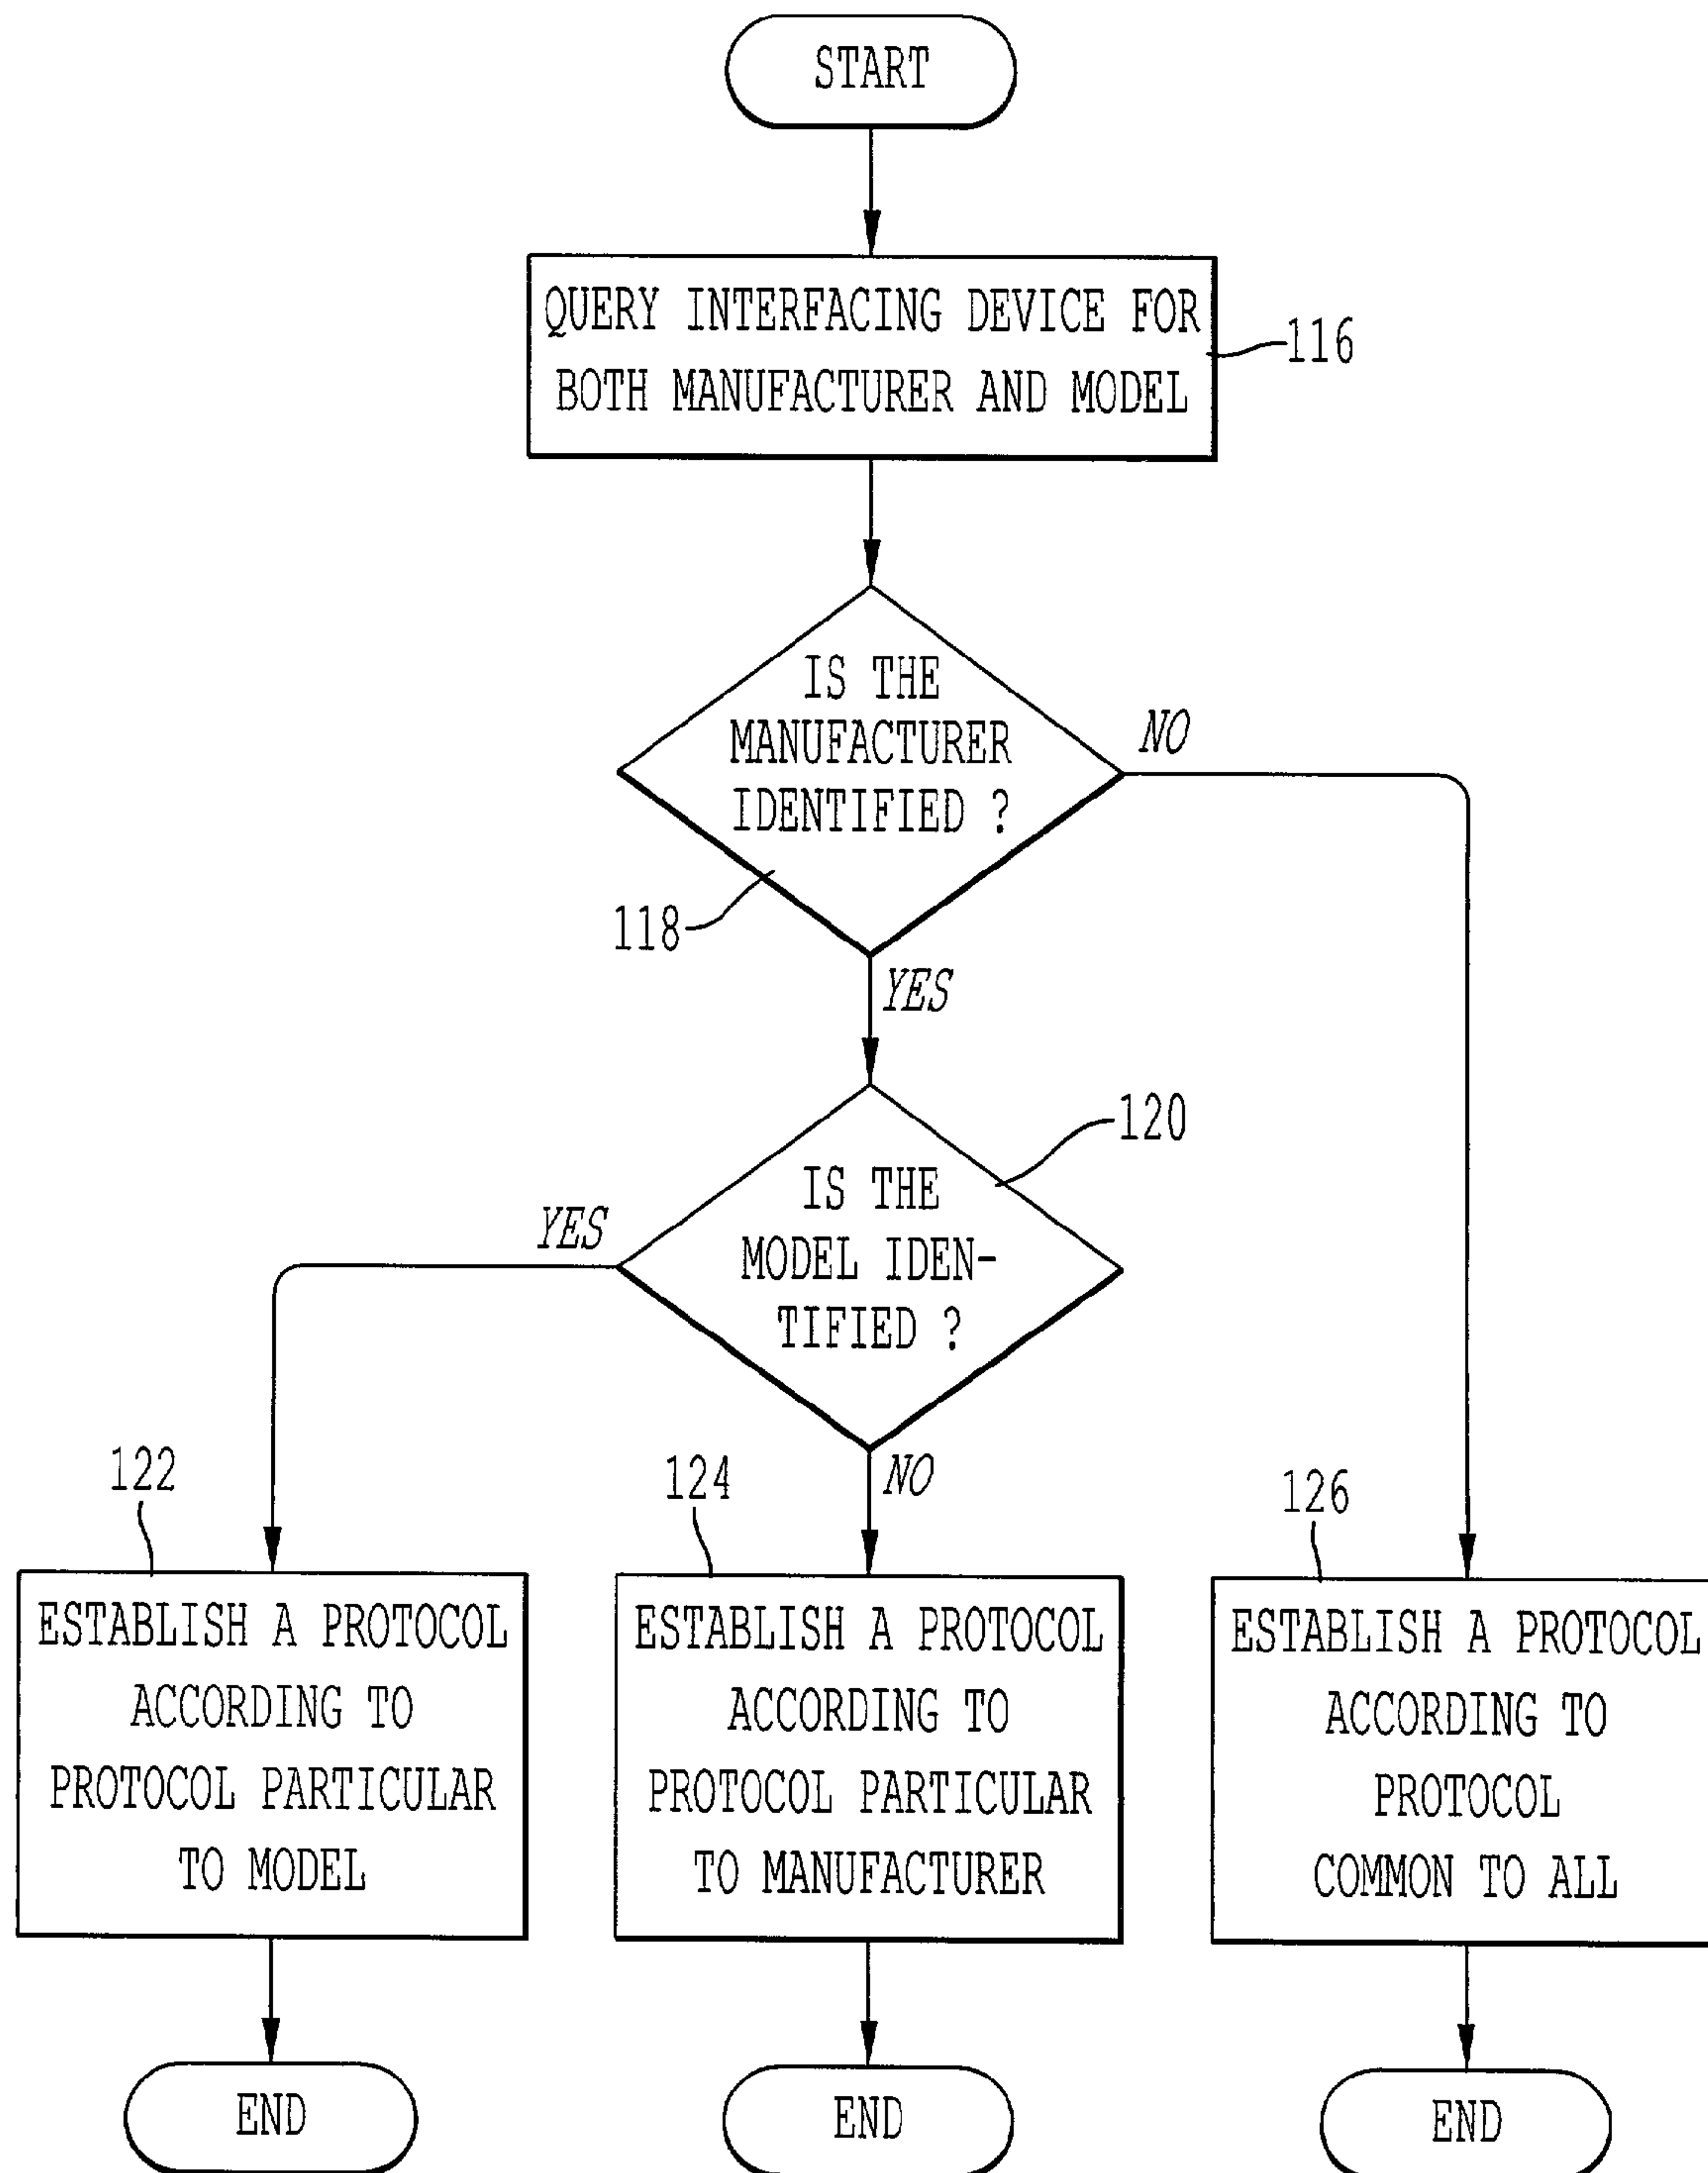 START
QUERY INTERFACING DEVICE FOR
BOTH MANUFACTURER AND MODEL
116
IS THE
MANUFACTURER
IDENTIFIED ?
NO
118
YES
120
IS THE
MODEL IDEN-
TIFIED ?
YES
NO
122
ESTABLISH A PROTOCOL
ACCORDING TO
PROTOCOL PARTICULAR
TO MODEL
124
ESTABLISH A PROTOCOL
ACCORDING TO
PROTOCOL PARTICULAR
TO MANUFACTURER
126
ESTABLISH A PROTOCOL
ACCORDING TO
PROTOCOL
COMMON TO ALL
END
END
END